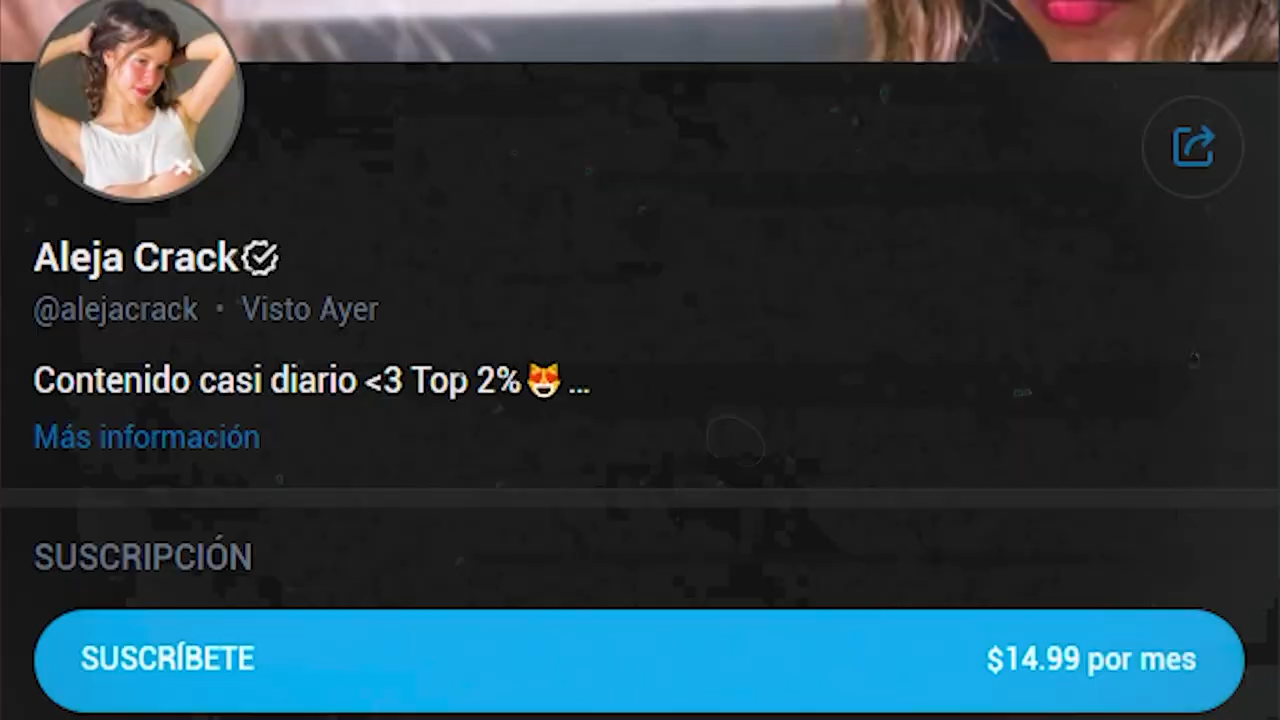 Aleja Crack
@alejacrack • Visto Ayer
Contenido casi diario <3 Top 2%😻 ...
Más información
SUSCRIPCIÓN
SUSCRÍBETE
$14.99 por mes